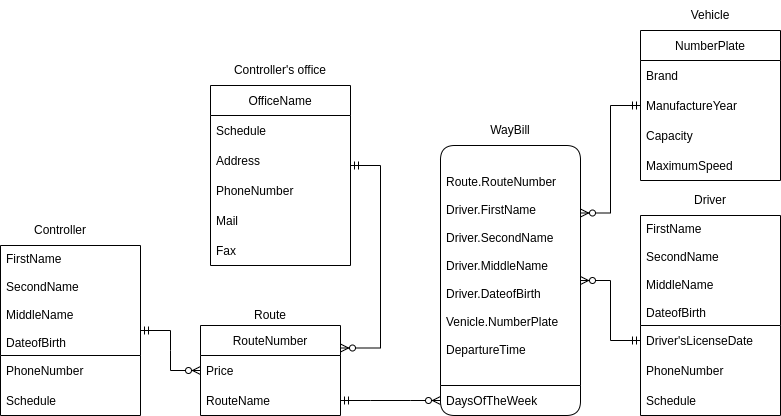 Vehicle
NumberPlate
Brand
ManufactureYear
Capacity
MaximumSpeed
Controller's office
OfficeName
Schedule
Address
PhoneNumber
Mail
Fax
WayBill
Route.RouteNumber
Driver.FirstName
Driver.SecondName
Driver.MiddleName
Driver.DateofBirth
Venicle.NumberPlate
DepartureTime
DaysOfTheWeek
Driver
FirstName
SecondName
MiddleName
DateofBirth
Driver'sLicenseDate
PhoneNumber
Schedule
Controller
FirstName
SecondName
MiddleName
DateofBirth
PhoneNumber
Schedule
Route
RouteNumber
Price
RouteName